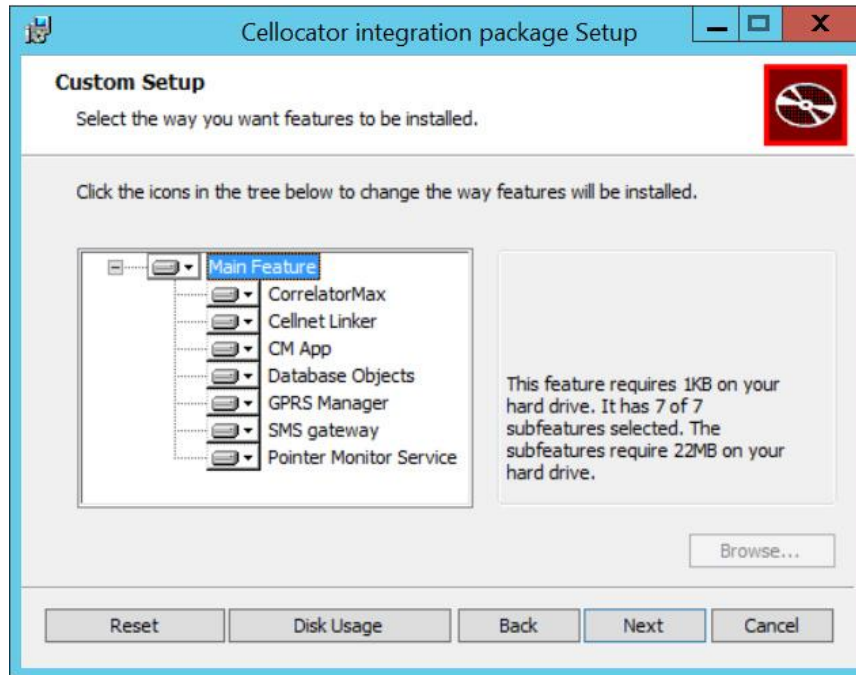 Cellocator integration package Setup
Custom Setup
Select the way you want features to be installed.
Click the icons in the tree below to change the way features will be installed.
Main Feature
CorrelatorMax
Cellnet Linker
CM App
Database Objects
GPRS Manager
SMS gateway
Pointer Monitor Service
This feature requires 1KB on your
hard drive. It has 7 of 7
subfeatures selected. The
subfeatures require 22MB on your
hard drive.
Browse...
Reset Disk Usage Back Next Cancel